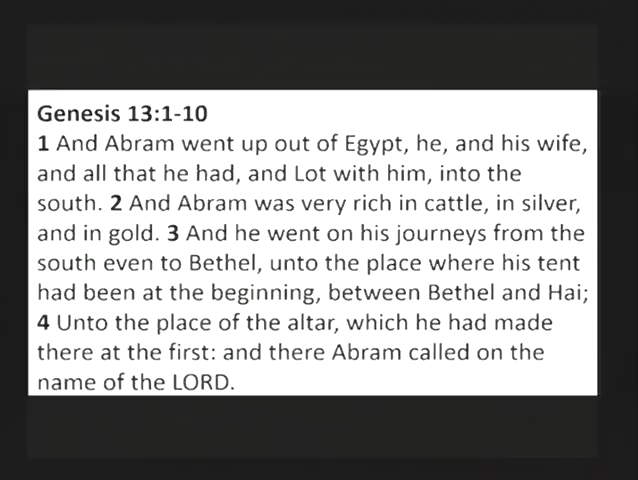 Genesis 13:1-10
1 And Abram went up out of Egypt, he, and his wife,
and all that he had, and Lot with him, into the
south. 2 And Abram was very rich in cattle, in silver,
and in gold. 3 And he went on his journeys from the
south even to Bethel, unto the place where his tent
had been at the beginning, between Bethel and Hai;
4 Unto the place of the altar, which he had made
there at the first: and there Abram called on the
name of the LORD.